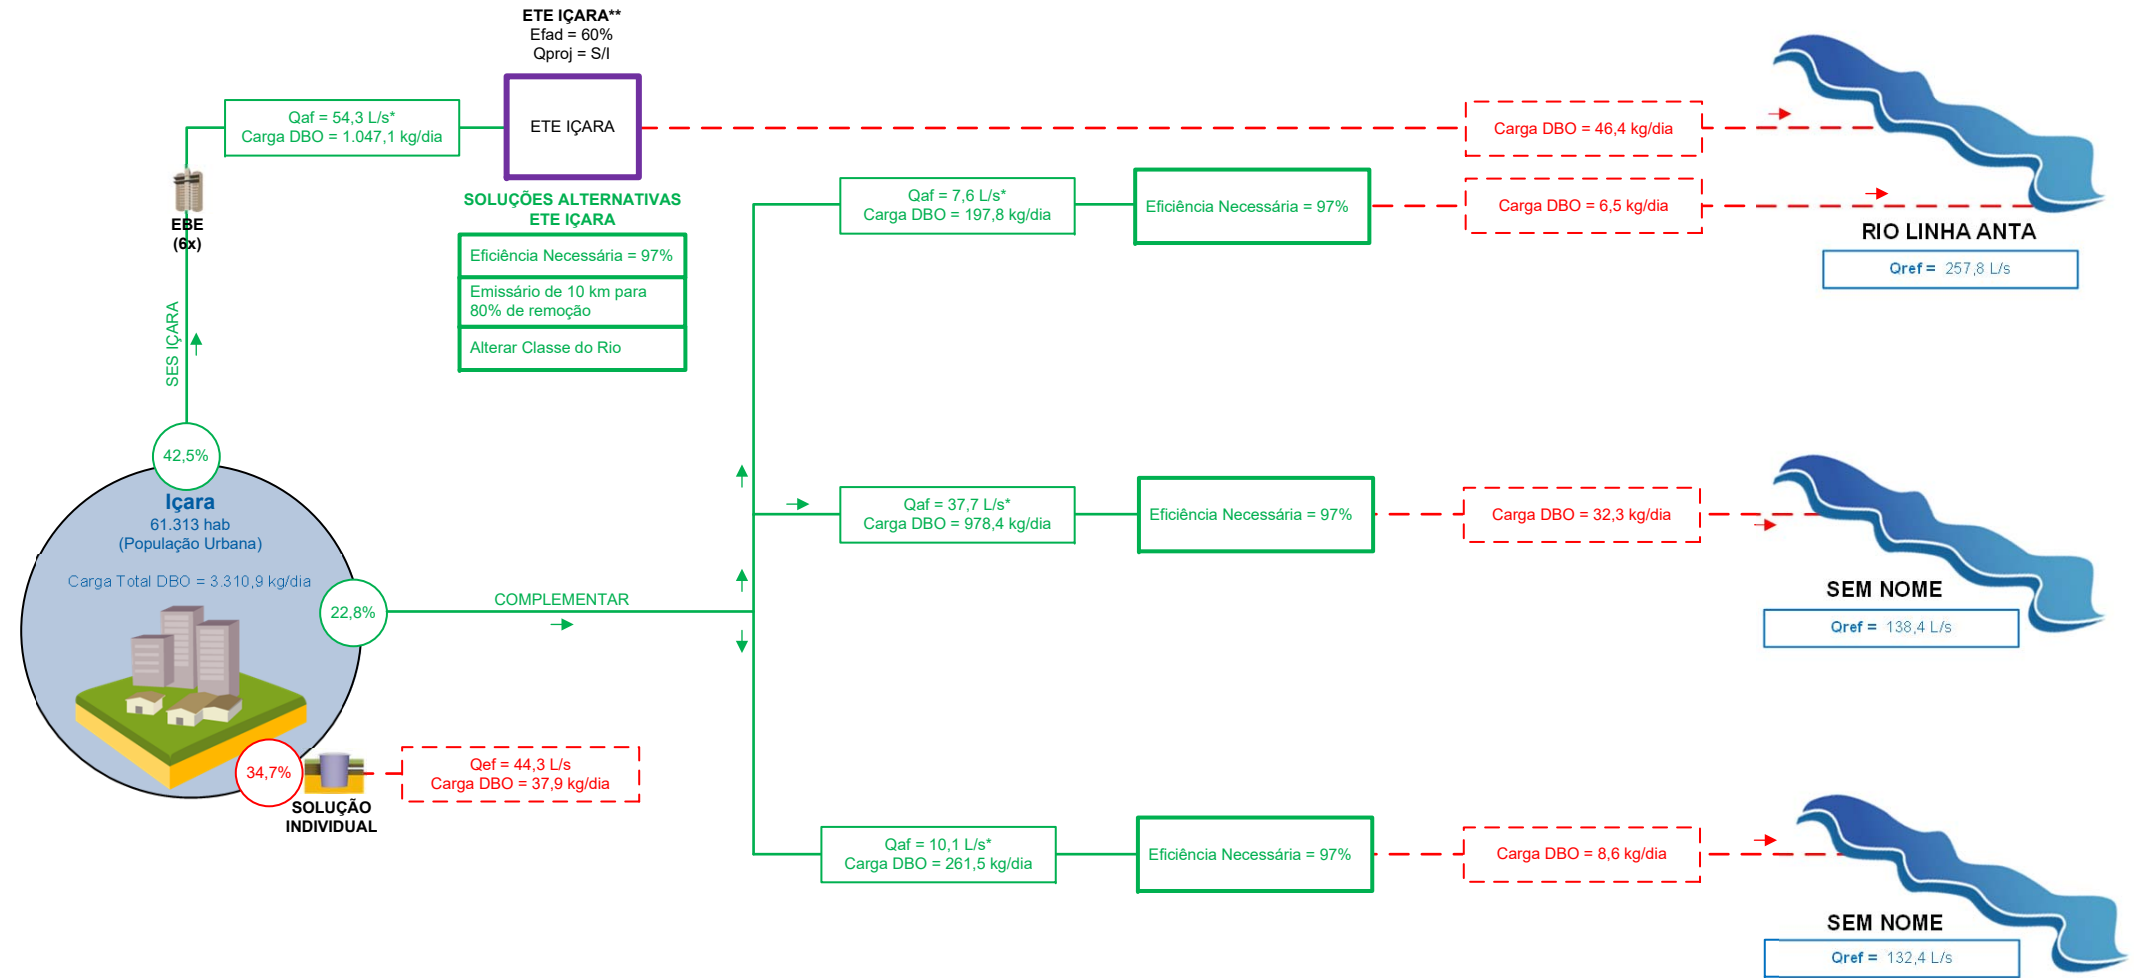 ETE IÇARA**
Efad = 60%
Qproj = S/I
Qaf = 54,3 L/s*
Carga DBO = 1.047,1 kg/dia
ETE IÇARA
Carga DBO = 46,4 kg/dia
EBE
(6x)
SOLUÇÕES ALTERNATIVAS
ETE IÇARA
Eficiência Necessária = 97%
Emissário de 10 km para
80% de remoção
Alterar Classe do Rio
Qaf = 7,6 L/s*
Carga DBO = 197,8 kg/dia
Eficiência Necessária = 97%
Carga DBO = 6,5 kg/dia
RIO LINHA ANTA
Qref = 257,8 L/s
SES IÇARA
42,5%
Içara
61.313 hab
(População Urbana)
Carga Total DBO = 3.310,9 kg/dia
22,8%
COMPLEMENTAR
Qaf = 37,7 L/s*
Carga DBO = 978,4 kg/dia
Eficiência Necessária = 97%
Carga DBO = 32,3 kg/dia
SEM NOME
Qref = 138,4 L/s
34,7%
SOLUÇÃO
INDIVIDUAL
Qef = 44,3 L/s
Carga DBO = 37,9 kg/dia
Qaf = 10,1 L/s*
Carga DBO = 261,5 kg/dia
Eficiência Necessária = 97%
Carga DBO = 8,6 kg/dia
SEM NOME
Qref = 132,4 L/s